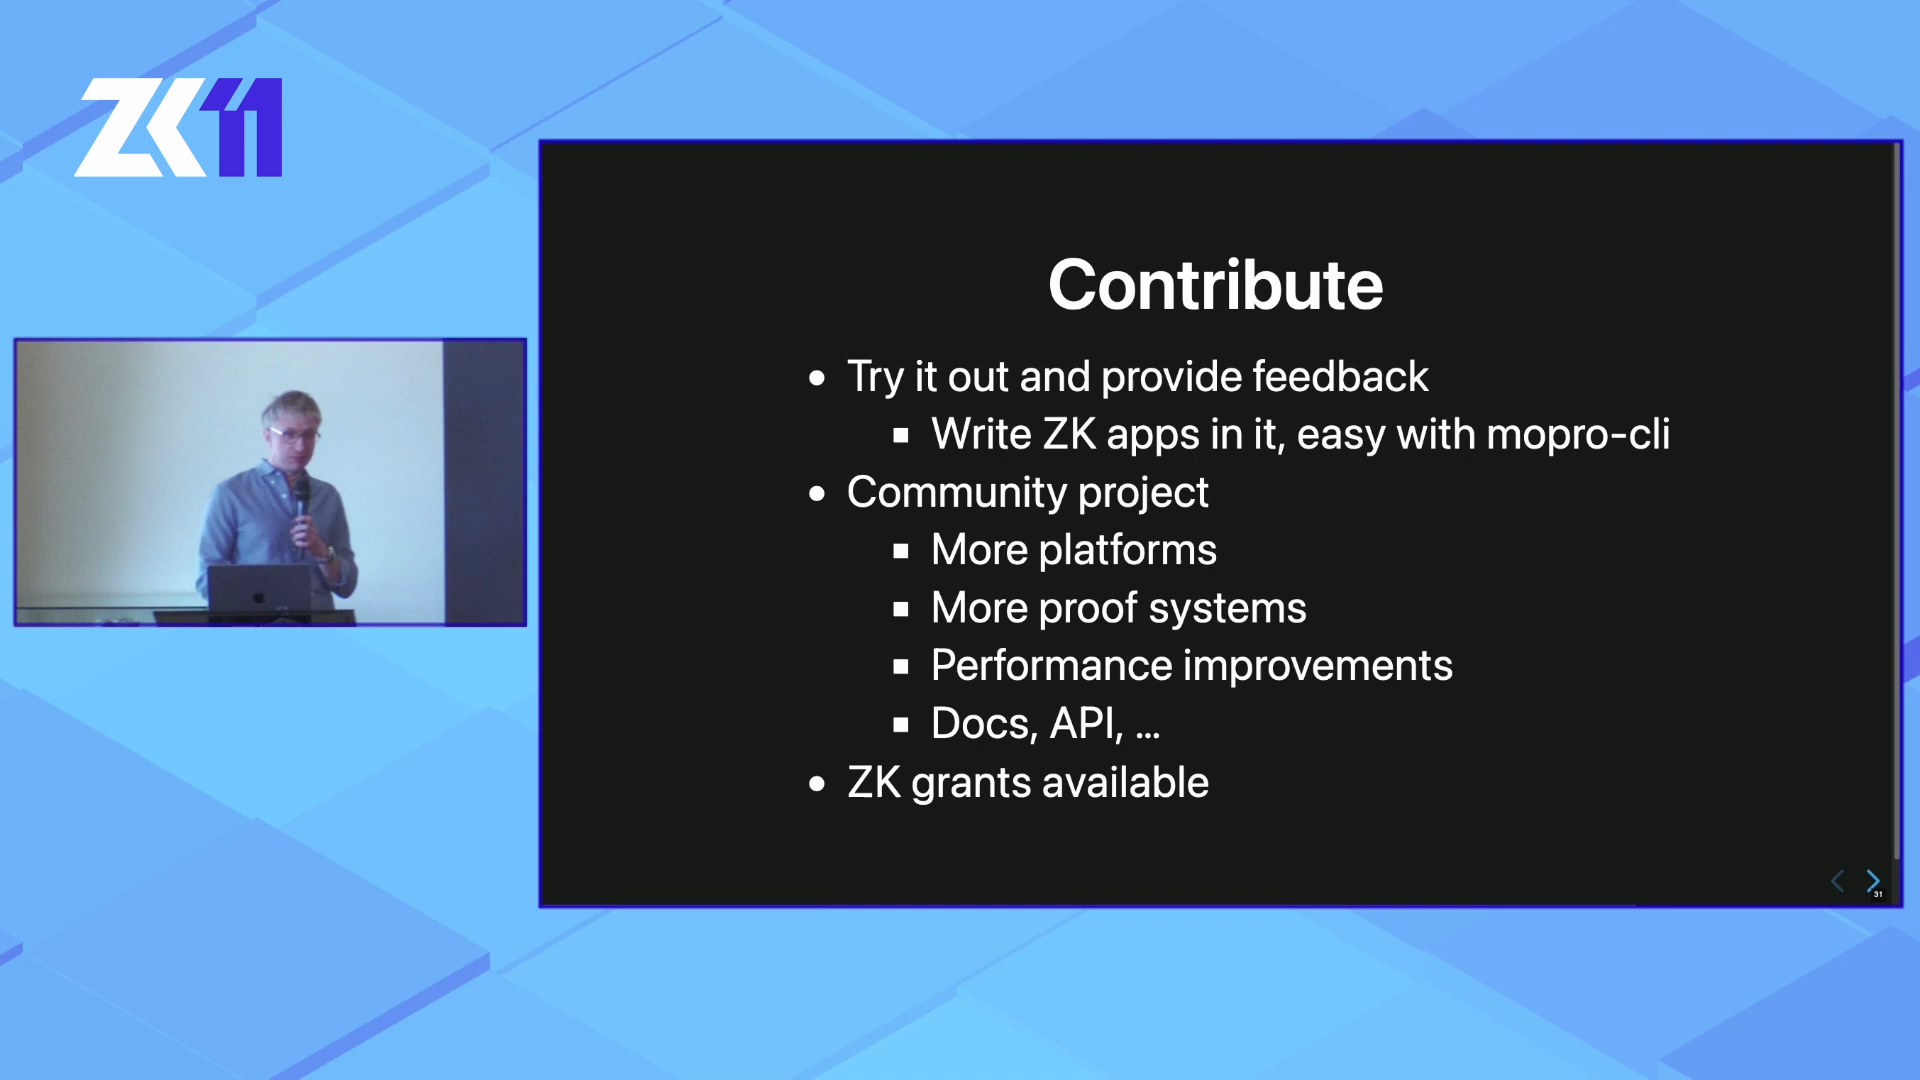 ZK11
Contribute
Try it out and provide feedback
Write ZK apps in it, easy with mopro-cli
Community project
More platforms
More proof systems
Performance improvements
Docs, API, ...
ZK grants available
31